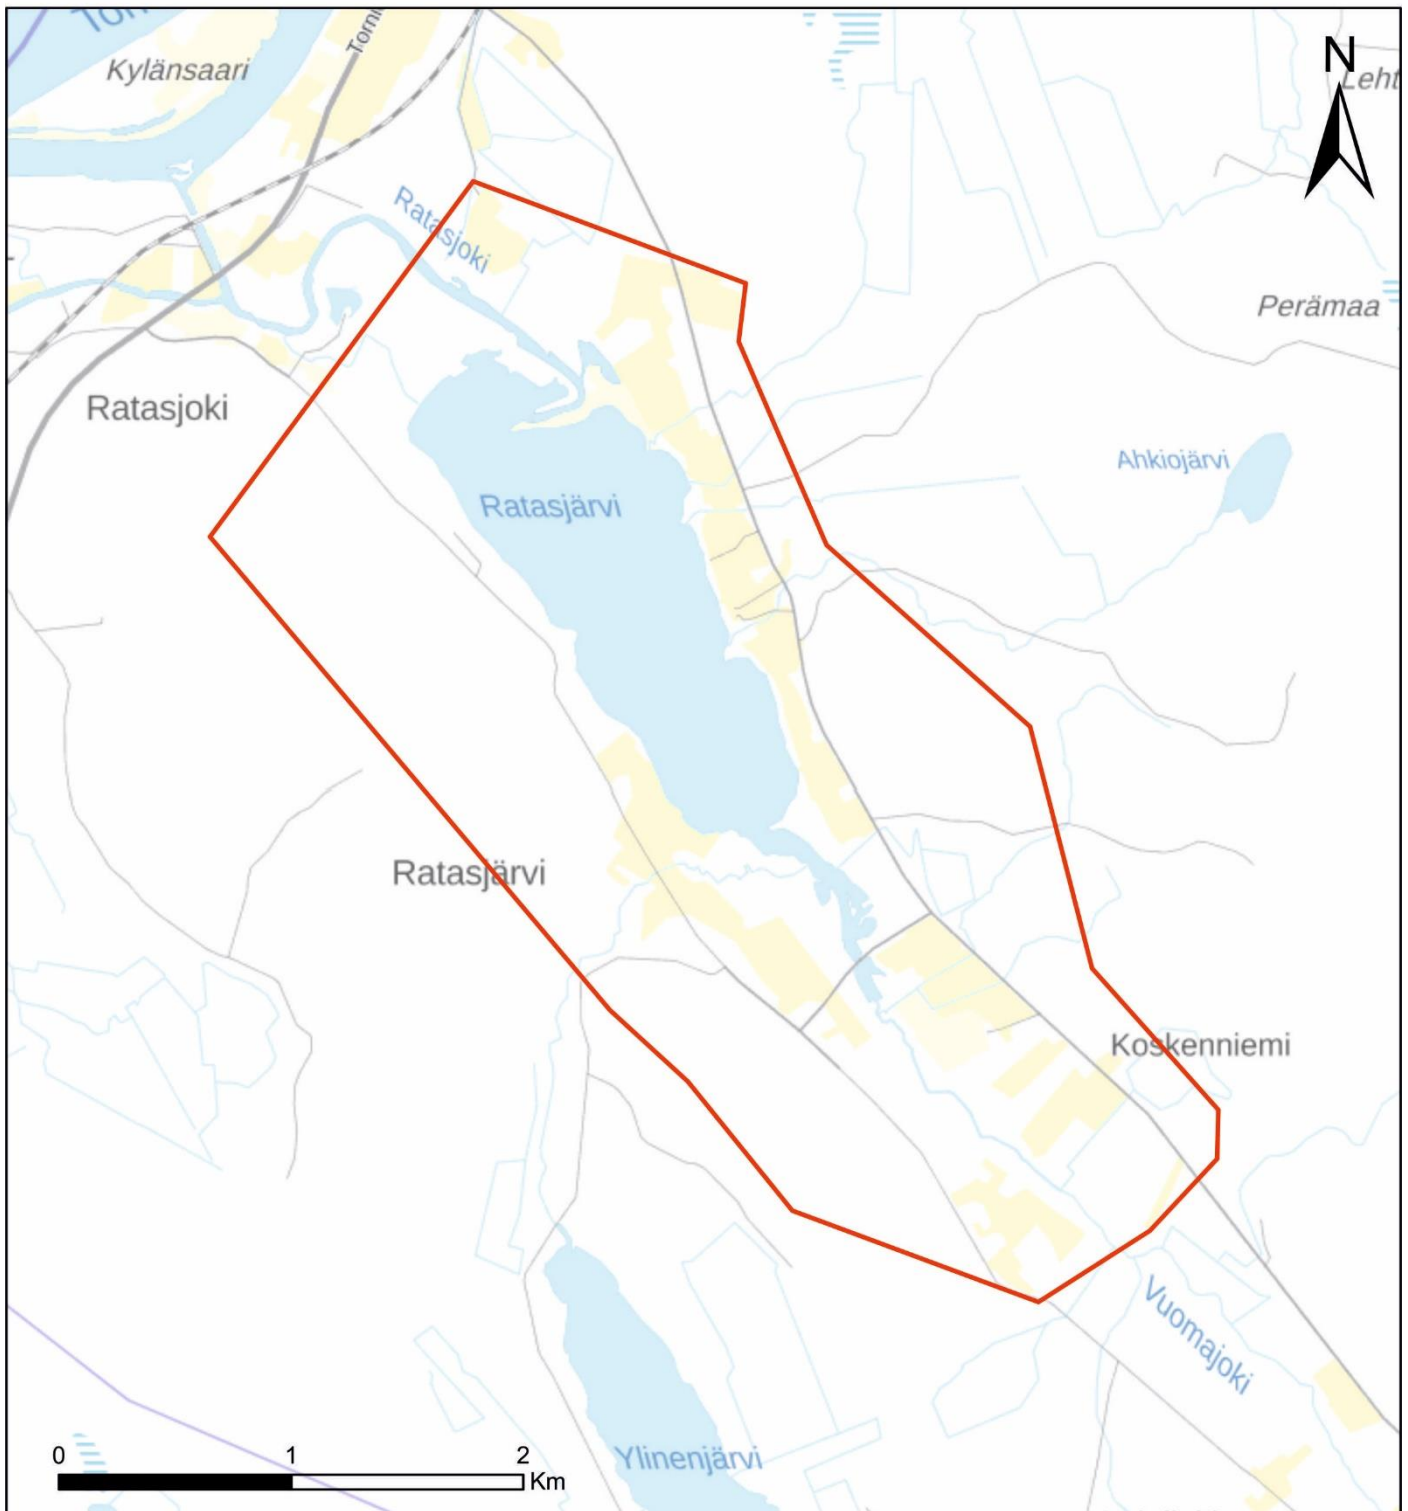 Kylänsaari
N
Ratasjoki
Perämaa
Ratasjoki
Ahkiojärvi
Ratasjärvi
Ratasjärvi
Koskenniemi
Vuomajoki
Ylinenjärvi
0 1 2
Km